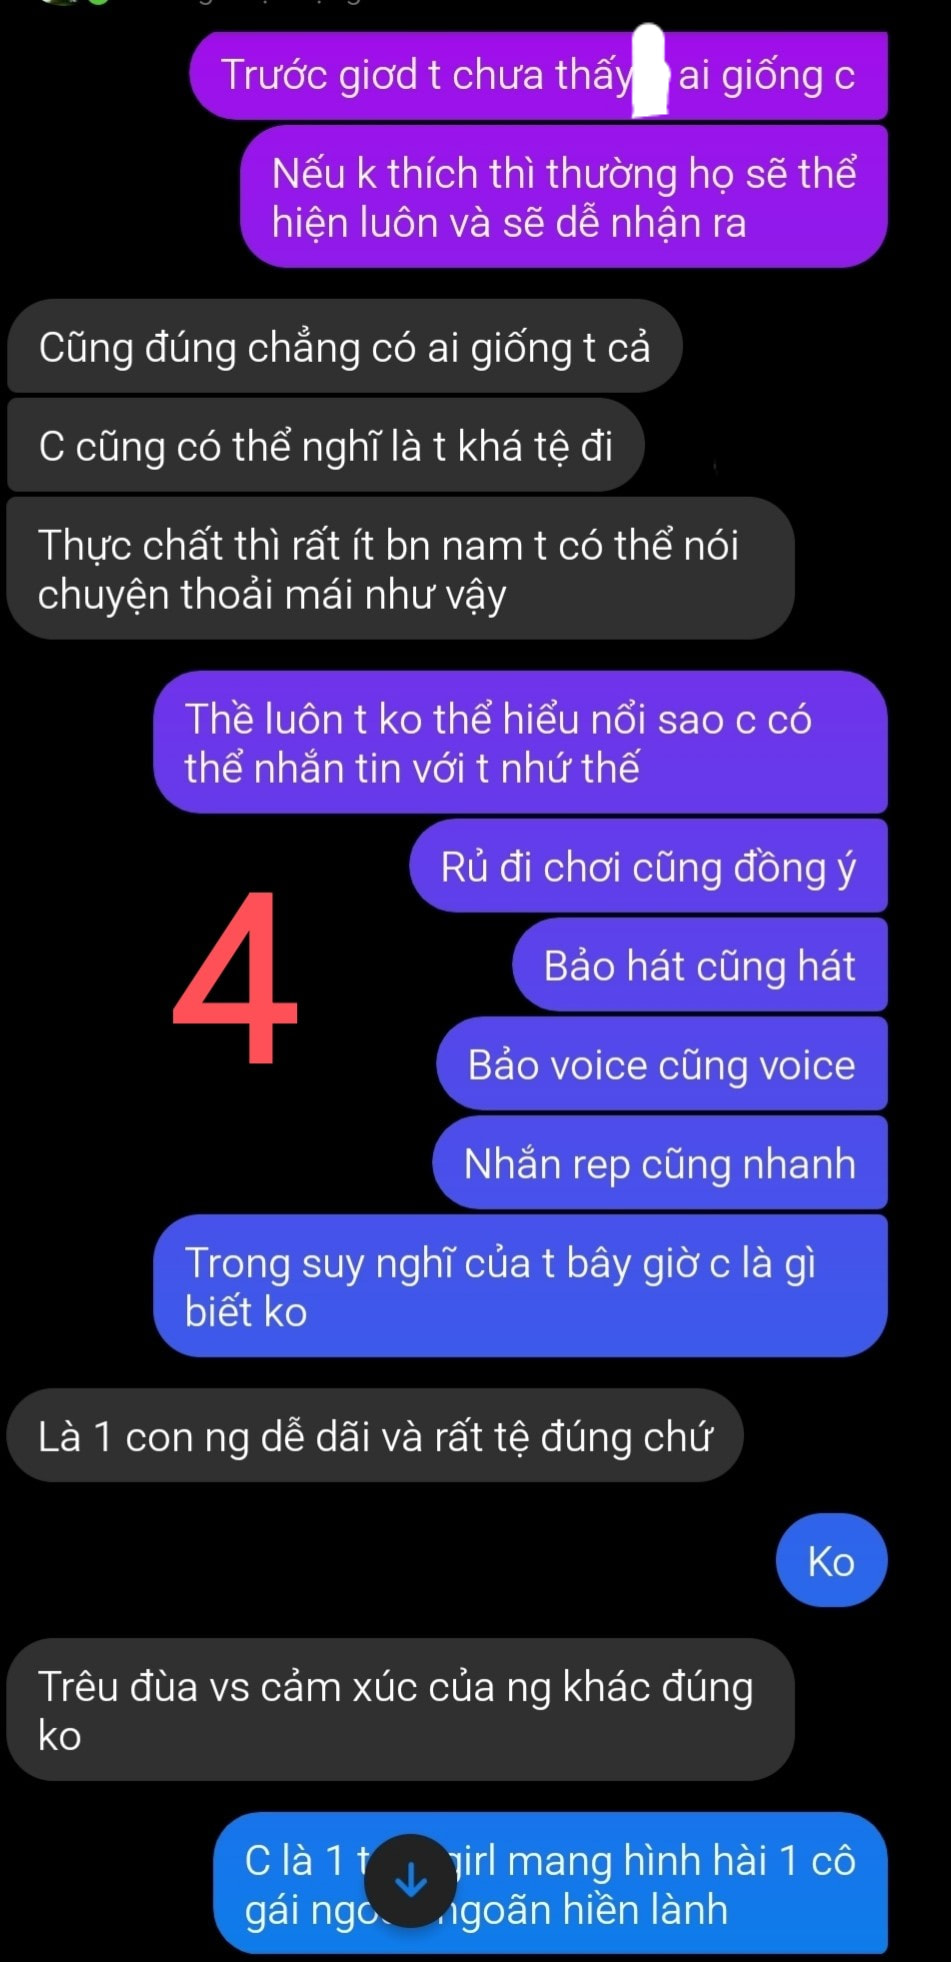 Trước giơd t chưa thấy ai giống c
Nếu k thích thì thường họ sẽ thể
hiện luôn và sẽ dễ nhận ra
Cũng đúng chẳng có ai giống t cả
C cũng có thể nghĩ là t khá tệ đi
Thực chất thì rất ít bn nam t có thể nói
chuyện thoải mái như vậy
Thề luôn t ko thể hiểu nổi sao c có
thể nhắn tin với t như thế
Rủ đi chơi cũng đồng ý
4
Bảo hát cũng hát
Bảo voice cũng voice
Nhắn rep cũng nhanh
Trong suy nghĩ của t bây giờ c là gì
biết ko
Là 1 con ng dễ dãi và rất tệ đúng chứ
Ko
Trêu đùa vs cảm xúc của ng khác đúng
ko
C là 1 girl mang hình hài 1 cô
gái ngoãn hiền lành